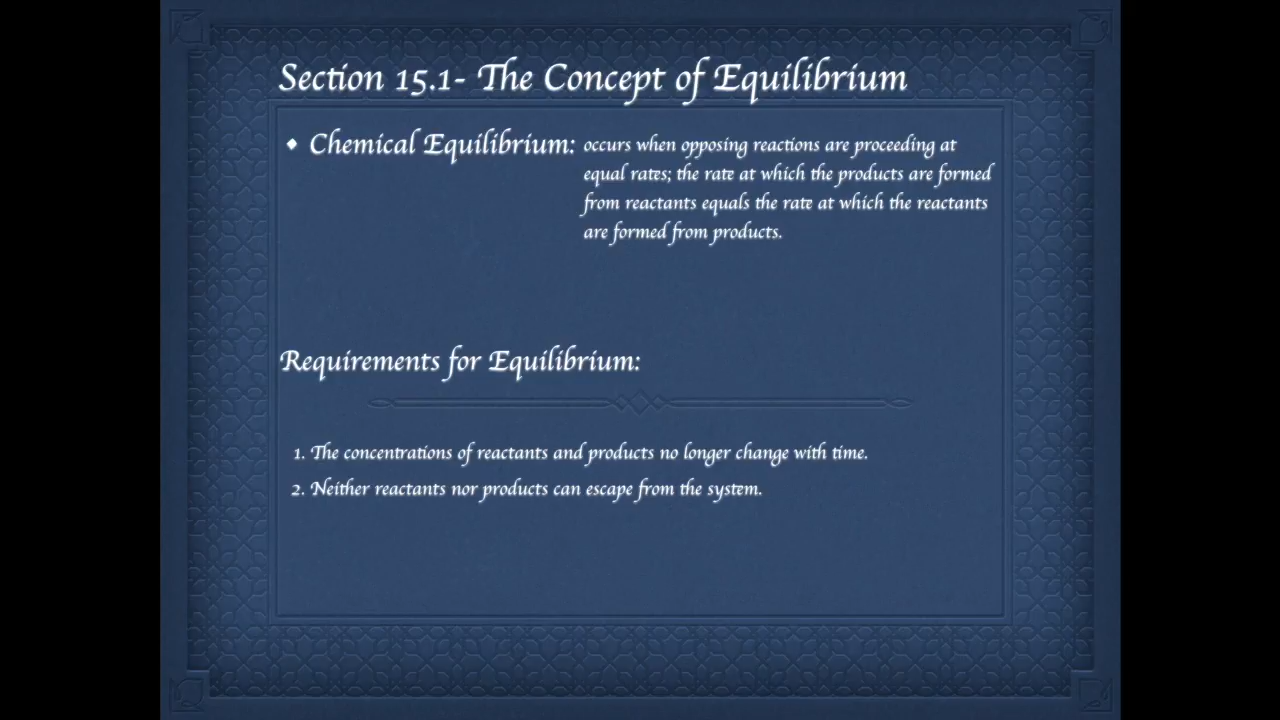 Section 15.1- The Concept of Equilibrium
• Chemical Equilibrium: occurs when opposing reactions are proceeding at
equal rates; the rate at which the products are formed
from reactants equals the rate at which the reactants
are formed from products.
Requirements for Equilibrium:
1. The concentrations of reactants and products no longer change with time.
2. Neither reactants nor products can escape from the system.